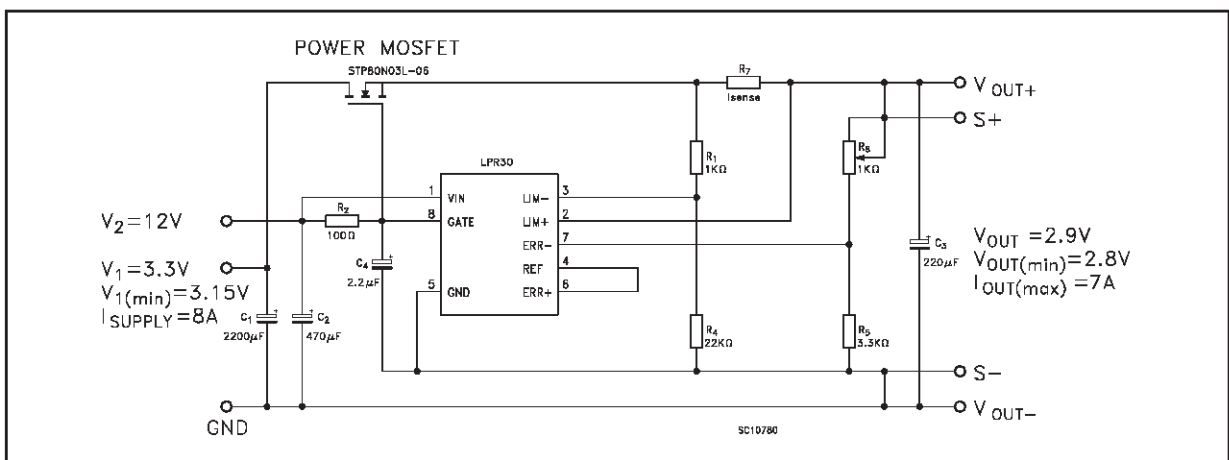 POWER MOSFET
STP80N03L-06
R7
Isense
VOUT+
S+
R1
1KΩ
R6
1KΩ
LPR30
1 VIN
8 GATE
5 GND
LIM- 3
LIM+ 2
ERR- 7
REF 4
ERR+ 6
V2=12V
R2
100Ω
V1=3.3V
V1(min)=3.15V
ISUPPLY=8A
C1
2200µF
C2
470µF
C4
2.2µF
+
+
+
+
R4
22KΩ
R5
3.3KΩ
C3
220µF
VOUT =2.9V
VOUT(min)=2.8V
IOUT(max)=7A
S-
VOUT-
GND
SC10780